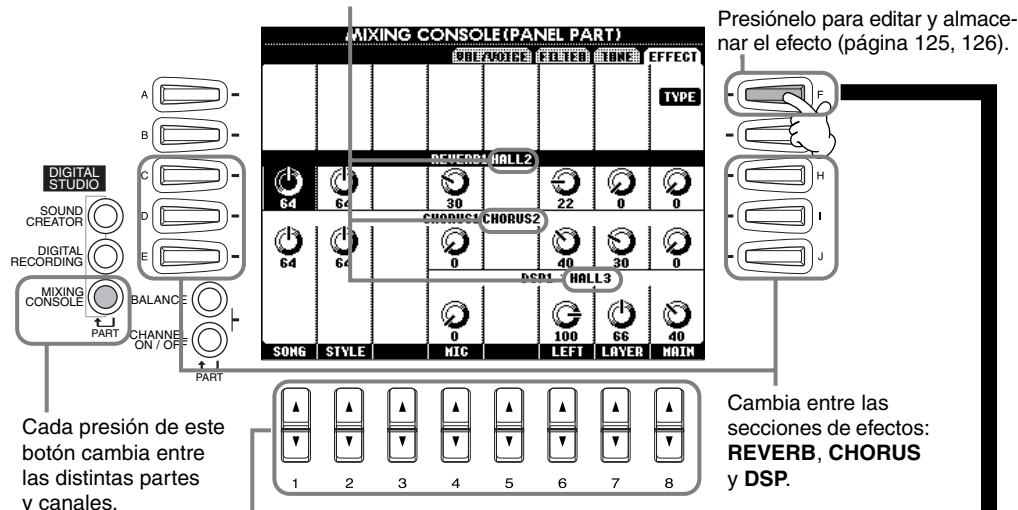 Presiónelo para editar y almace-
nar el efecto (página 125, 126).
MIXING CONSOLE(PANEL PART)
VOL/VOICE FILTER TUNE EFFECT
TYPE
A
B
C
D
E
F
H
I
J
DIGITAL
STUDIO
SOUND
CREATOR
DIGITAL
RECORDING
MIXING
CONSOLE
PART
BALANCE
CHANNEL
ON / OFF
PART
REVERB1 HALL2
64 64 30 22 0 0
CHORUS1 CHORUS2
64 64 0 40 30 0
DSP1 HALL3
0 100 66 40
SONG STYLE MIC LEFT LAYER MAIN
1 2 3 4 5 6 7 8
Cada presión de este
botón cambia entre
las distintas partes
y canales.
Cambia entre las
secciones de efectos:
REVERB, CHORUS
y DSP.